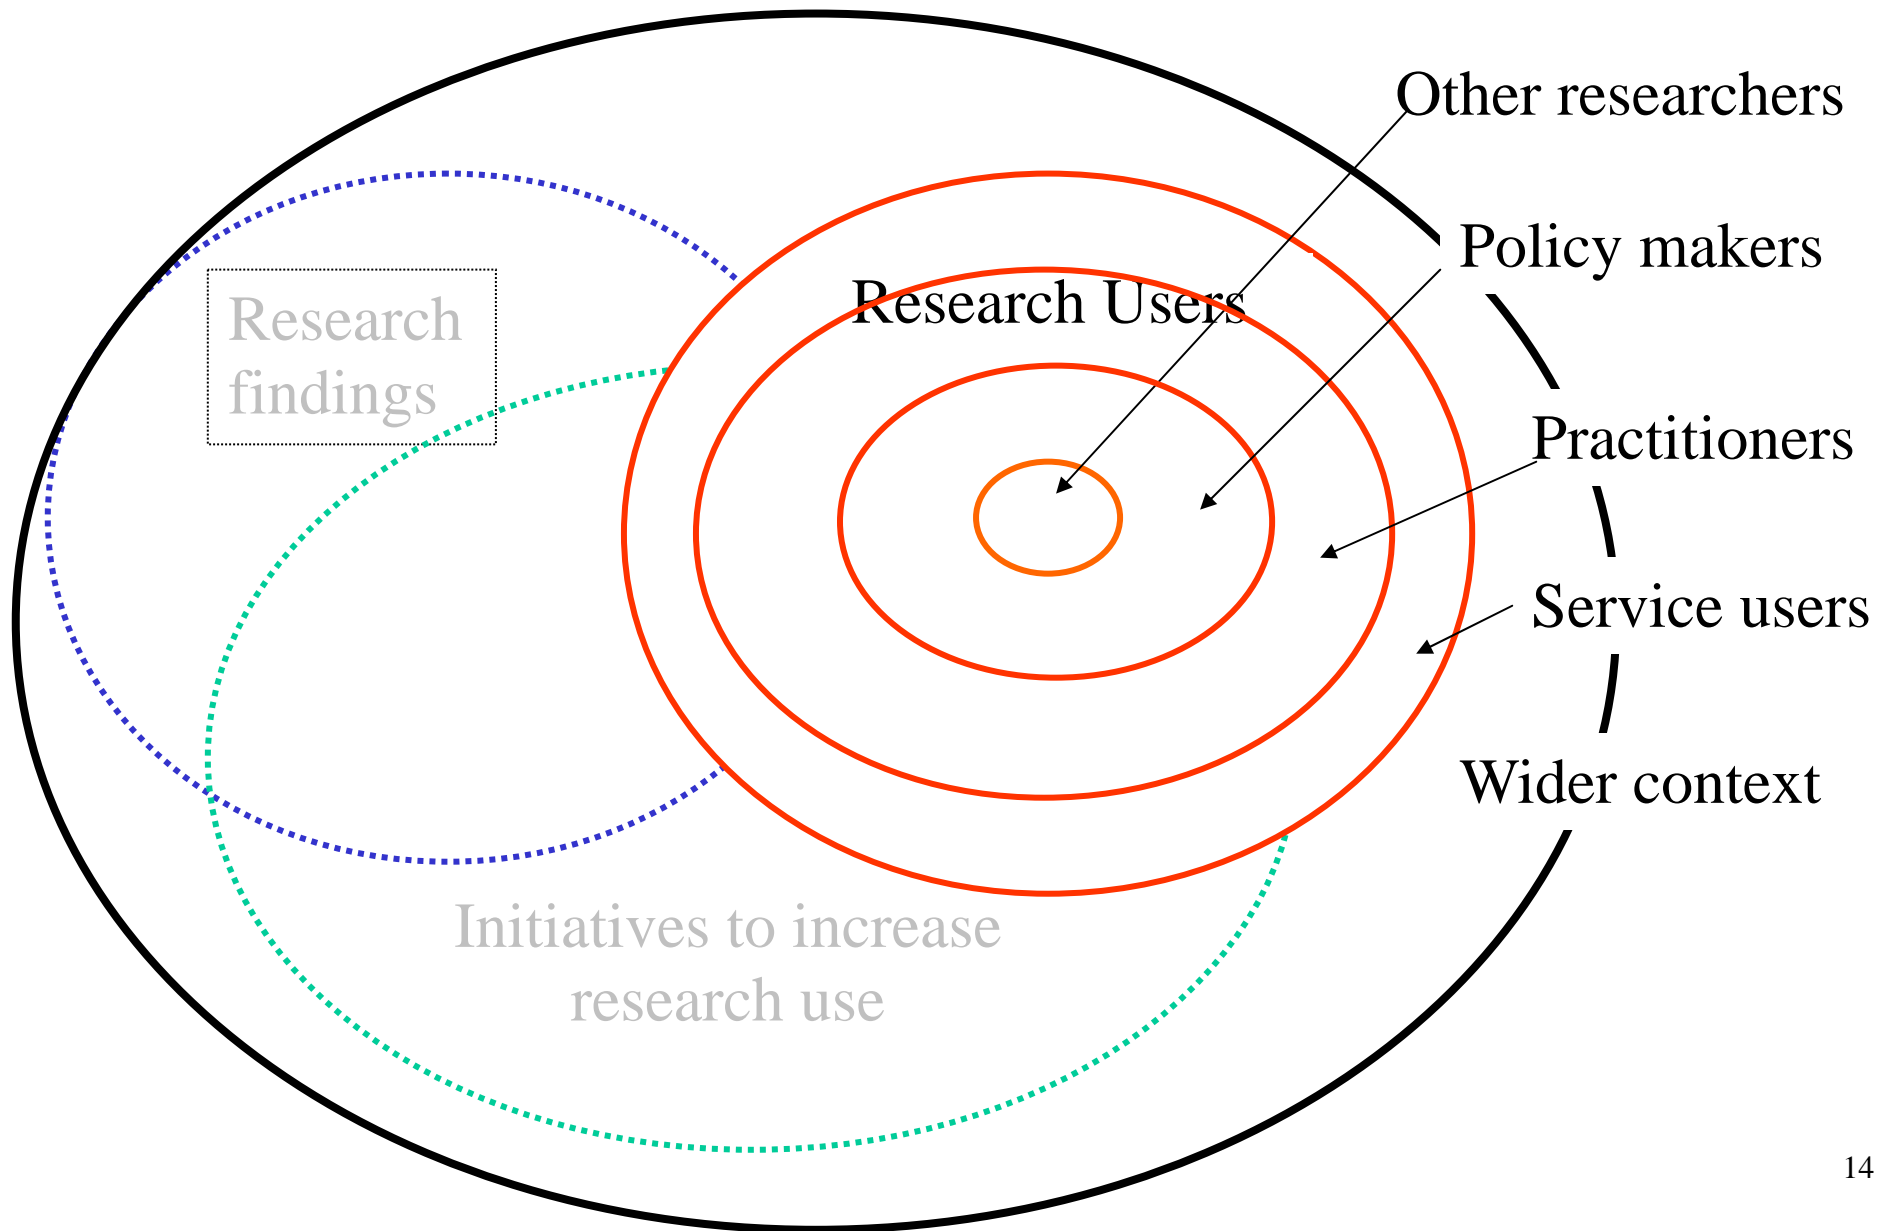 Other researchers
Policy makers
Research Users
Research
findings
Practitioners
Service users
Wider context
Initiatives to increase
research use
14